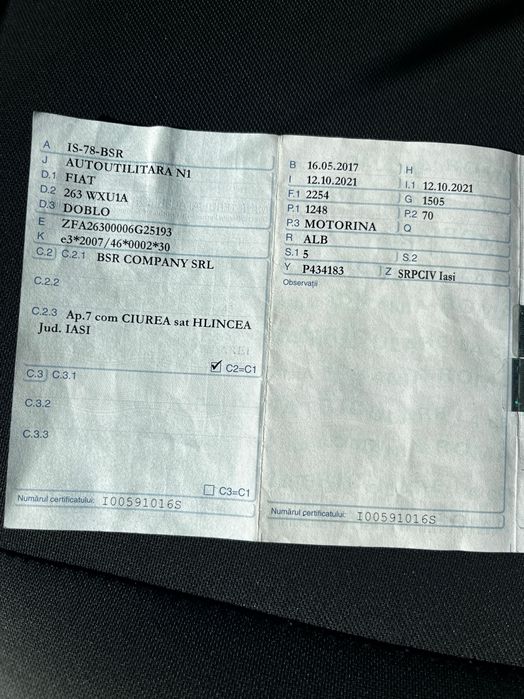 A IS-78-BSR
J AUTOUTILITARA N1
D.1 FIAT
D.2 263 WXU1A
D.3 DOBLO
E ZFA26300006G25193
K e3*2007/46*0002*30
C.2 C.2.1 BSR COMPANY SRL
C.2.2
C.2.3 Ap.7 com CIUREA sat HLINCEA
Jud. IASI
C2=C1
C.3 C.3.1
C.3.2
C.3.3
C3=C1
Numărul certificatului: I00591016S
B 16.05.2017 H
I 12.10.2021 I.1 12.10.2021
F.1 2254 G 1505
P.1 1248 P.2 70
P.3 MOTORINA Q
R ALB
S.1 5 S.2
Y P434183 Z SRPCIV Iasi
Observații
Numărul certificatului: I00591016S